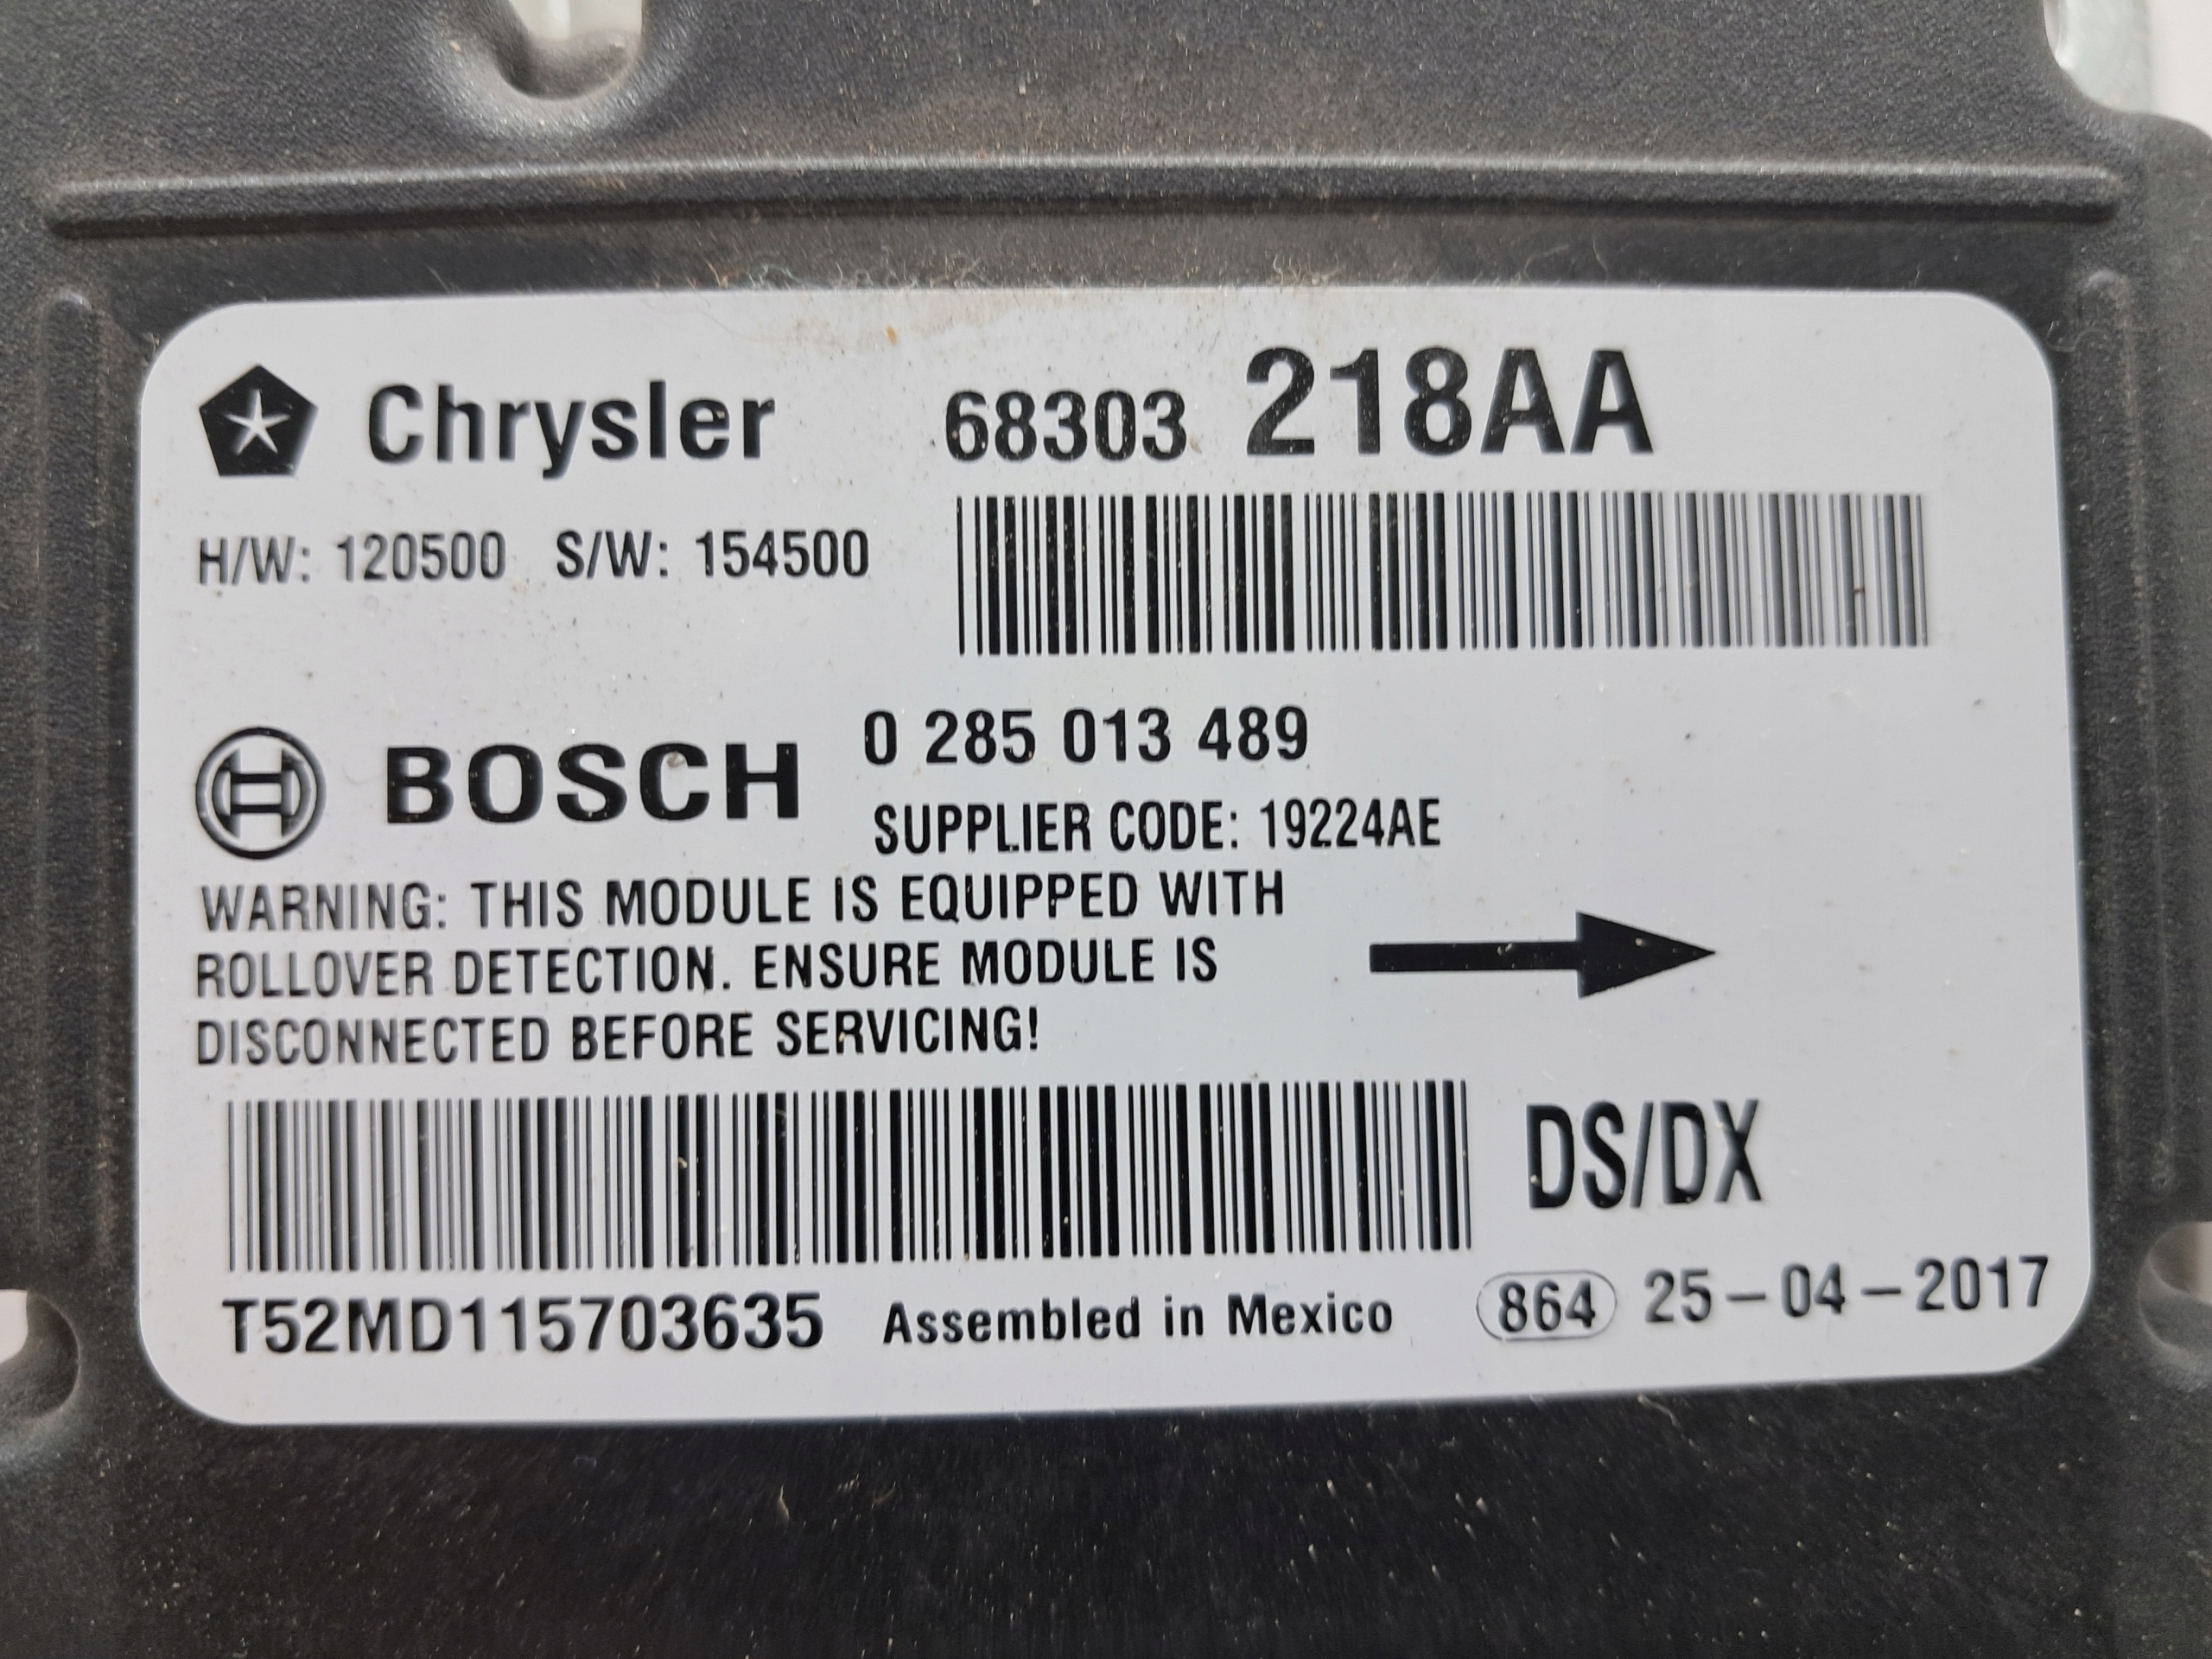 Chrysler 68303 218AA
H/W: 120500 S/W: 154500
BOSCH 0 285 013 489
SUPPLIER CODE: 19224AE
WARNING: THIS MODULE IS EQUIPPED WITH
ROLLOVER DETECTION. ENSURE MODULE IS
DISCONNECTED BEFORE SERVICING!
DS/DX
T52MD115703635 Assembled in Mexico 864 25-04-2017